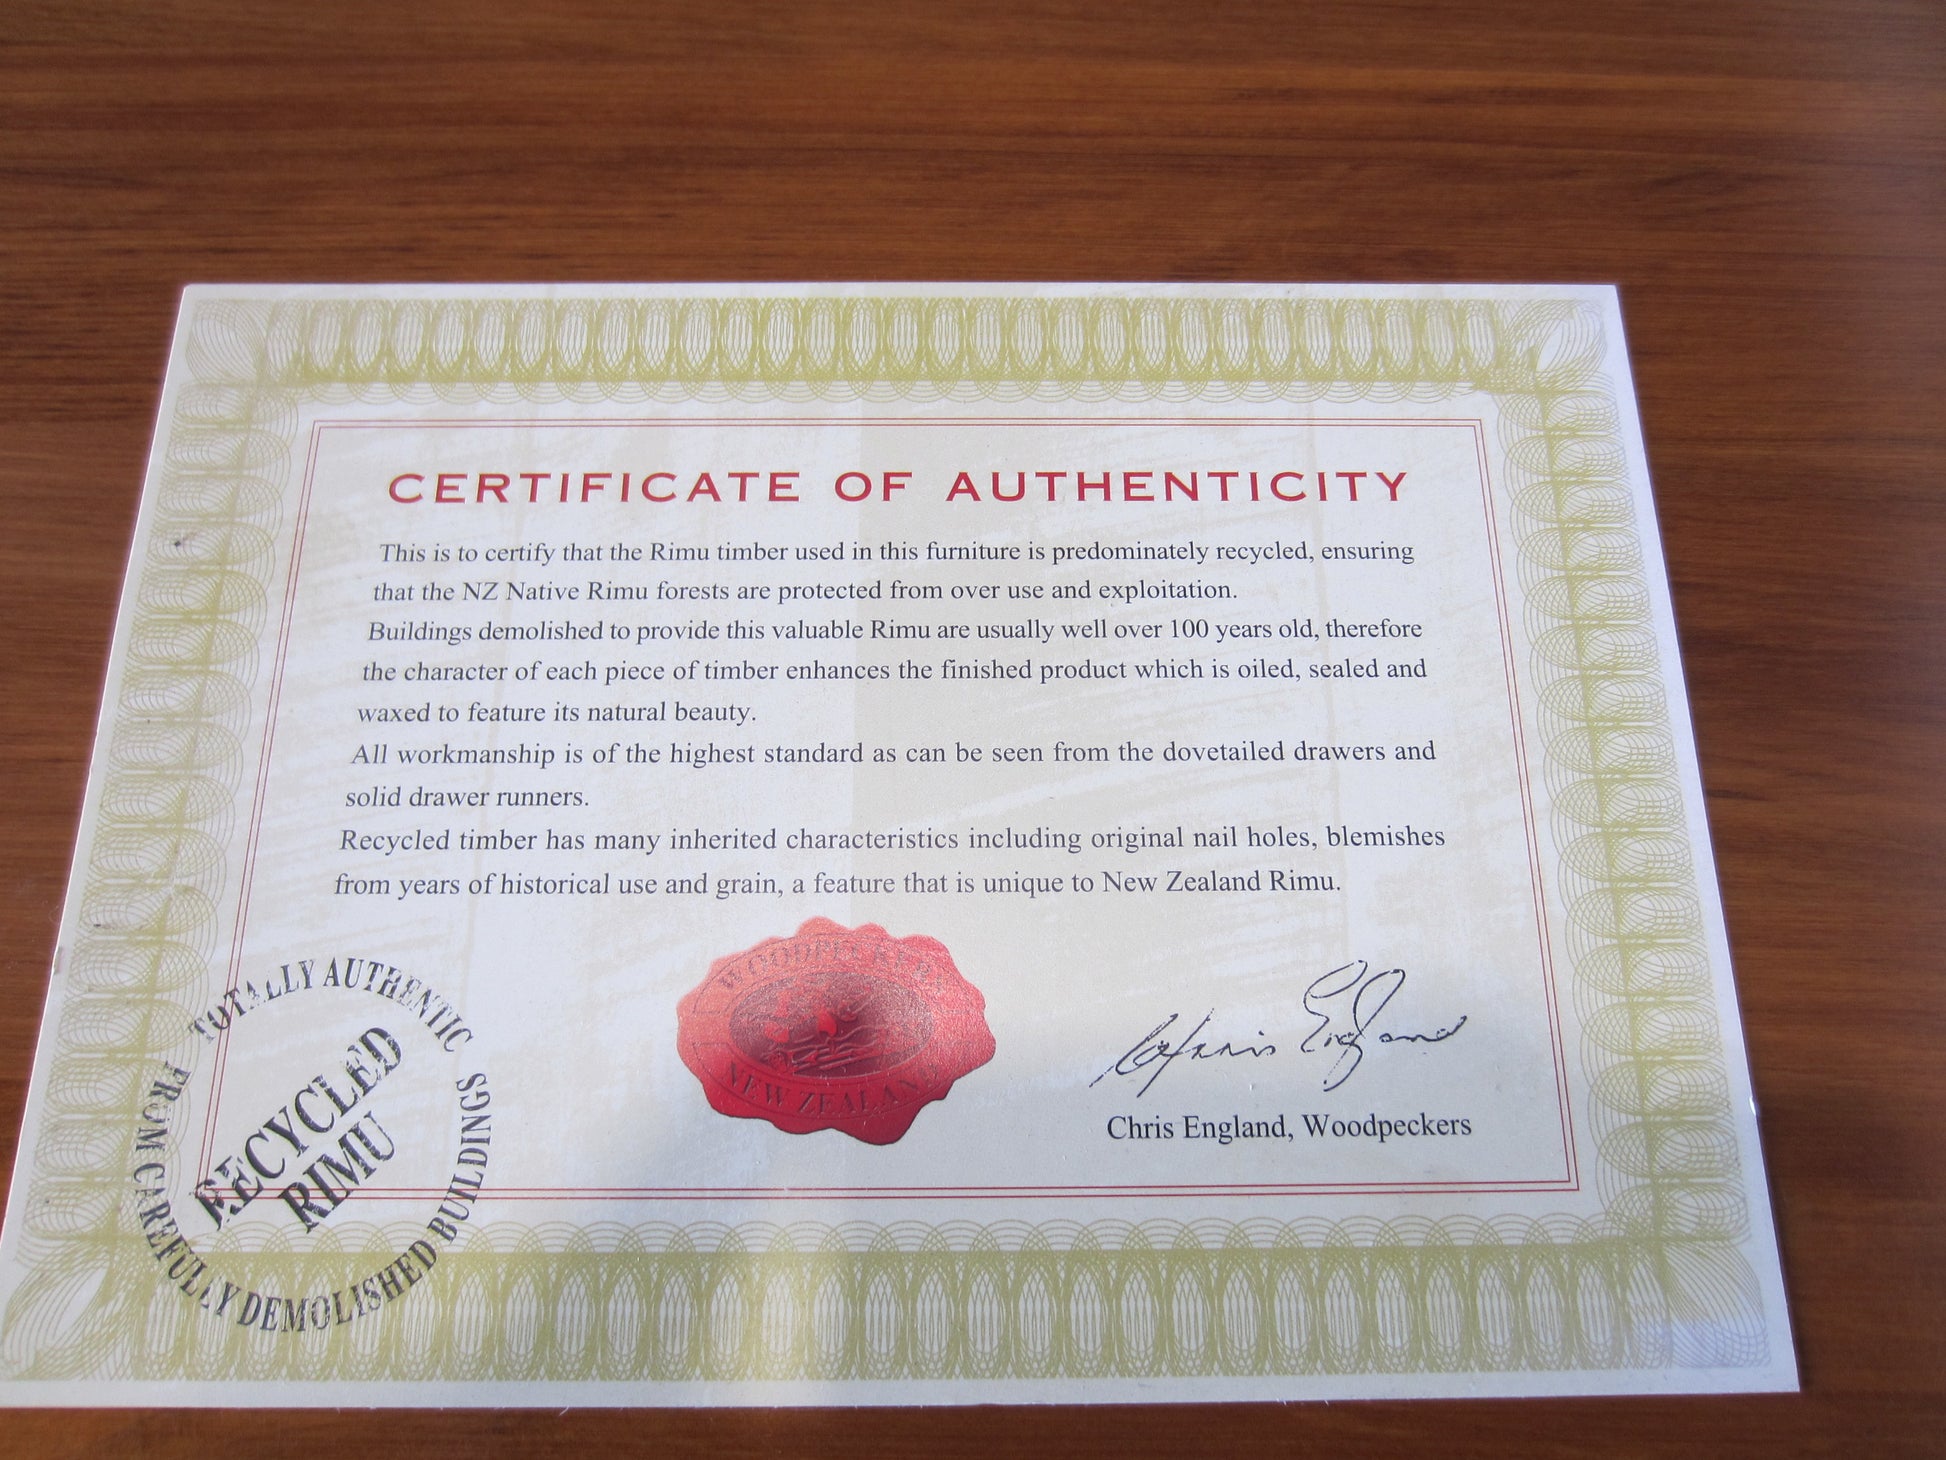 CERTIFICATE OF AUTHENTICITY
This is to certify that the Rimu timber used in this furniture is predominately recycled, ensuring
that the NZ Native Rimu forests are protected from over use and exploitation.
Buildings demolished to provide this valuable Rimu are usually well over 100 years old, therefore
the character of each piece of timber enhances the finished product which is oiled, sealed and
waxed to feature its natural beauty.
All workmanship is of the highest standard as can be seen from the dovetailed drawers and
solid drawer runners.
Recycled timber has many inherited characteristics including original nail holes, blemishes
from years of historical use and grain, a feature that is unique to New Zealand Rimu.
TOTALLY AUTHENTIC
RECYCLED
RIMU
FROM CAREFULLY DEMOLISHED BUILDINGS
WOODPECKERS
NEW ZEALAND
Chris England
Chris England, Woodpeckers